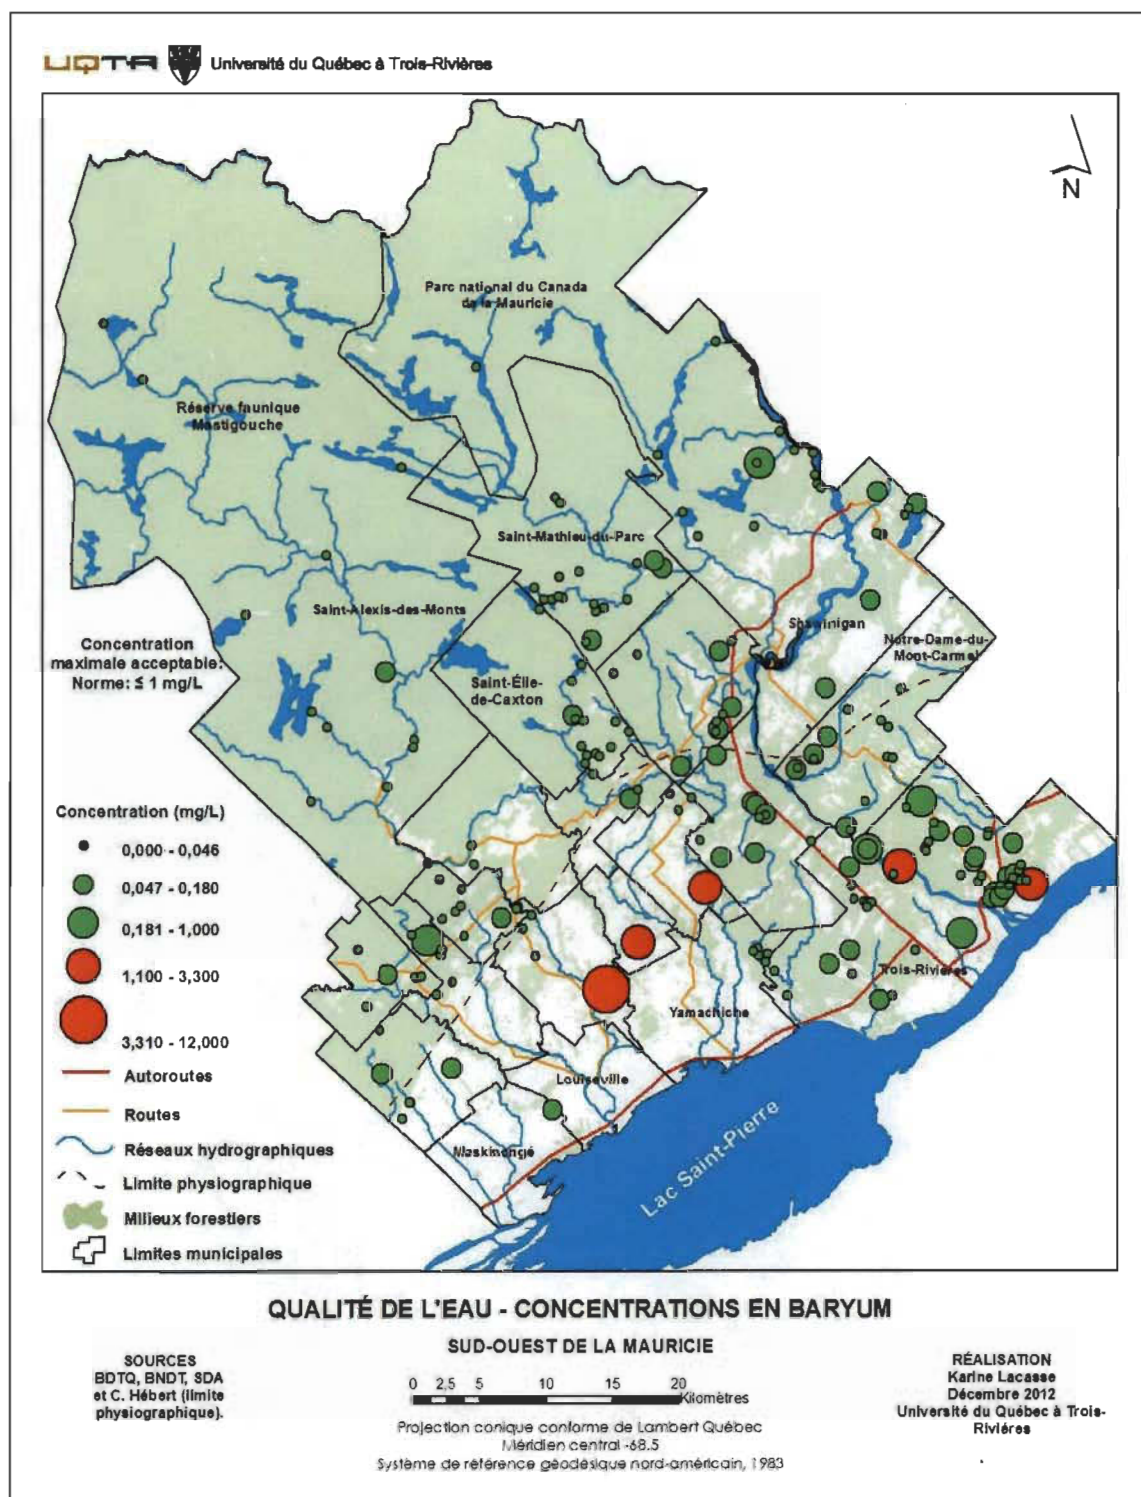 UQTR Université du Québec à Trois-Rivières
N
Parc national du Canada
de la Mauricie
Réserve faunique
Mastigouche
Saint-Mathieu-du-Parc
Saint-Alexis-des-Monts
Shawinigan
Notre-Dame-du-
Mont-Carmel
Concentration
maximale acceptable:
Norme: ≤ 1 mg/L
Saint-Élie-
de-Caxton
Concentration (mg/L)
0,000 - 0,046
0,047 - 0,180
0,181 - 1,000
1,100 - 3,300
3,310 - 12,000
Autoroutes
Routes
Réseaux hydrographiques
Limite physiographique
Milieux forestiers
Limites municipales
Trois-Rivières
Yamachiche
Louiseville
Maskinongé
Lac Saint-Pierre
QUALITÉ DE L'EAU - CONCENTRATIONS EN BARYUM
SUD-OUEST DE LA MAURICIE
SOURCES
BDTQ, BNDT, SDA
et C. Hébert (limite
physiographique).
0 2,5 5 10 15 20
Kilomètres
Projection conique conforme de Lambert Québec
Méridien central -68.5
Système de référence géodésique nord-américain, 1983
RÉALISATION
Karine Lacasse
Décembre 2012
Université du Québec à Trois-
Rivières